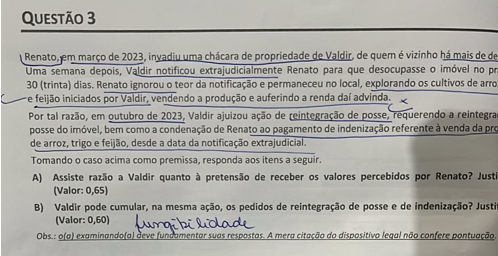 QUESTÃO 3
Renato, em março de 2023, invadiu uma chácara de propriedade de Valdir, de quem é vizinho há mais de de
Uma semana depois, Valdir notificou extrajudicialmente Renato para que desocupasse o imóvel no pr
30 (trinta) dias. Renato ignorou o teor da notificação e permaneceu no local, explorando os cultivos de arro
e feijão iniciados por Valdir, vendendo a produção e auferindo a renda daí advinda.
Por tal razão, em outubro de 2023, Valdir ajuizou ação de reintegração de posse, requerendo a reintegra
posse do imóvel, bem como a condenação de Renato ao pagamento de indenização referente à venda da pro
de arroz, trigo e feijão, desde a data da notificação extrajudicial.
Tomando o caso acima como premissa, responda aos itens a seguir.
A) Assiste razão a Valdir quanto à pretensão de receber os valores percebidos por Renato? Justi
(Valor: 0,65)
B) Valdir pode cumular, na mesma ação, os pedidos de reintegração de posse e de indenização? Justi
(Valor: 0,60) fungibilidade
Obs.: o(a) examinando(a) deve fundamentar suas respostas. A mera citação do dispositivo legal não confere pontuação.